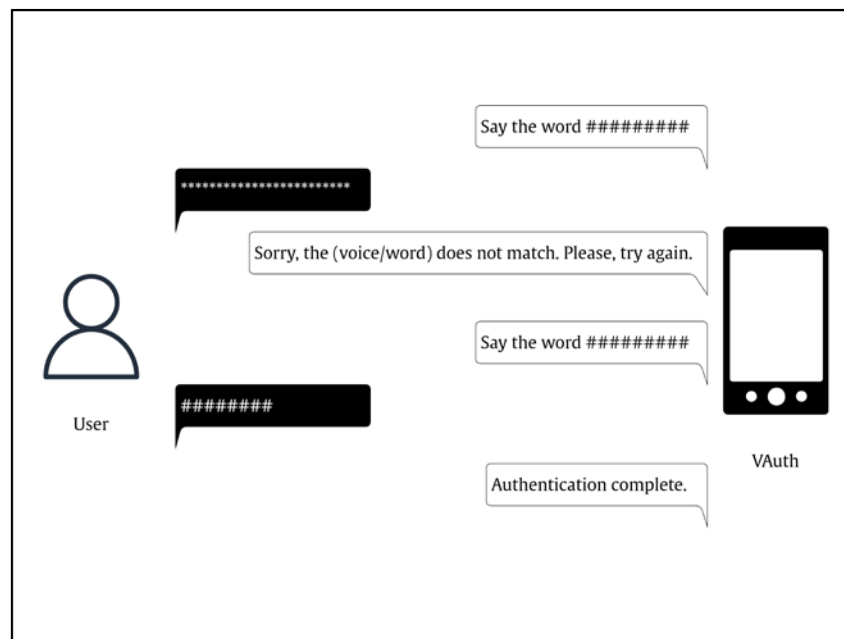 Say the word #########
************************
Sorry, the (voice/word) does not match. Please, try again.
Say the word #########
########
User
VAuth
Authentication complete.